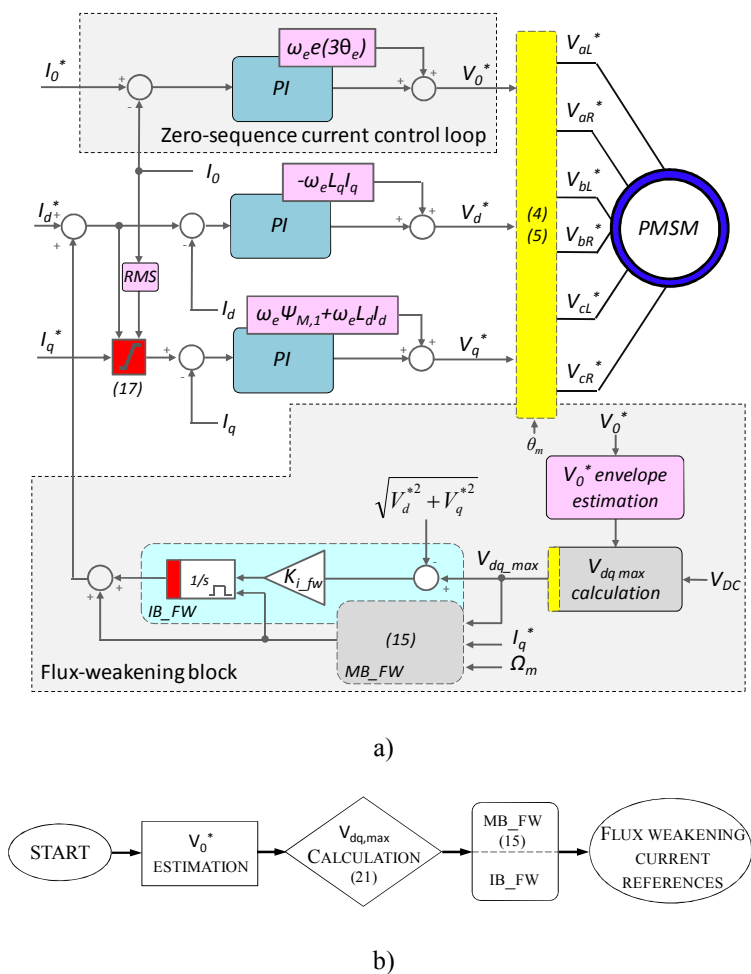 I0* + - PI ωe e(3θe) + + V0*
Zero-sequence current control loop
I0
Id* + + - PI -ωeLqIq + + Vd*
RMS
Id
Iq* (17) + - PI ωeΨM,1+ωeLdId + + Vq*
Iq
(4)
(5)
θm
VaL*
VaR*
VbL*
VbR*
VcL*
VcR*
PMSM
V0*
V0* envelope
estimation
Vdq max
calculation
VDC
√Vd*2 + Vq*2
- +
Vdq_max
Ki_fw
1/s
IB_FW
+ +
(15)
MB_FW
Iq*
Ωm
Flux-weakening block
a)
START
V0*
ESTIMATION
Vdq,max
CALCULATION
(21)
MB_FW
(15)
IB_FW
FLUX WEAKENING
CURRENT
REFERENCES
b)